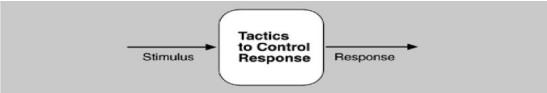 Stimulus
Tactics
to Control
Response
Response